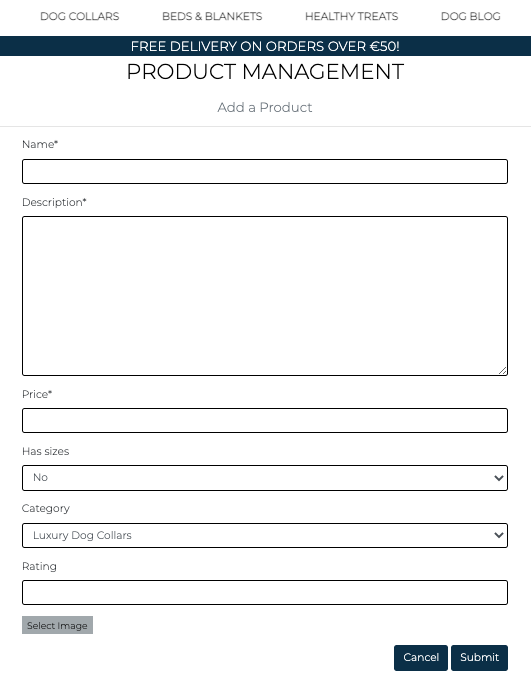 DOG COLLARS BEDS & BLANKETS HEALTHY TREATS DOG BLOG
FREE DELIVERY ON ORDERS OVER €50!
PRODUCT MANAGEMENT
Add a Product
Name*
Description*
Price*
Has sizes
No
Category
Luxury Dog Collars
Rating
Select Image
Cancel Submit